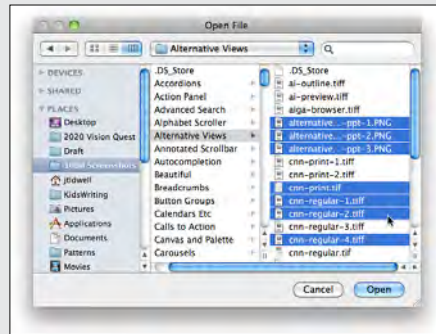 Open File
Alternative Views
DEVICES
SHARED
PLACES
Desktop
2020 Vision Quest
Draft
Initial Screenshots
jtidwell
KidsWriting
Pictures
Applications
Documents
Patterns
Movies
.DS_Store
Accordions
Action Panel
Advanced Search
Alphabet Scroller
Alternative Views
Annotated Scrollbar
Autocompletion
Beautiful
Breadcrumbs
Button Groups
Calendars Etc
Calls to Action
Canvas and Palette
Carousels
.DS_Store
ai-outline.tiff
ai-preview.tiff
aiga-browser.tiff
alternative...-ppt-1.PNG
alternative...-ppt-2.PNG
alternative...-ppt-3.PNG
cnn-print-1.tiff
cnn-print-2.tiff
cnn-print.tif
cnn-regular-1.tiff
cnn-regular-2.tiff
cnn-regular-3.tiff
cnn-regular-4.tiff
cnn-regular.tif
Cancel
Open